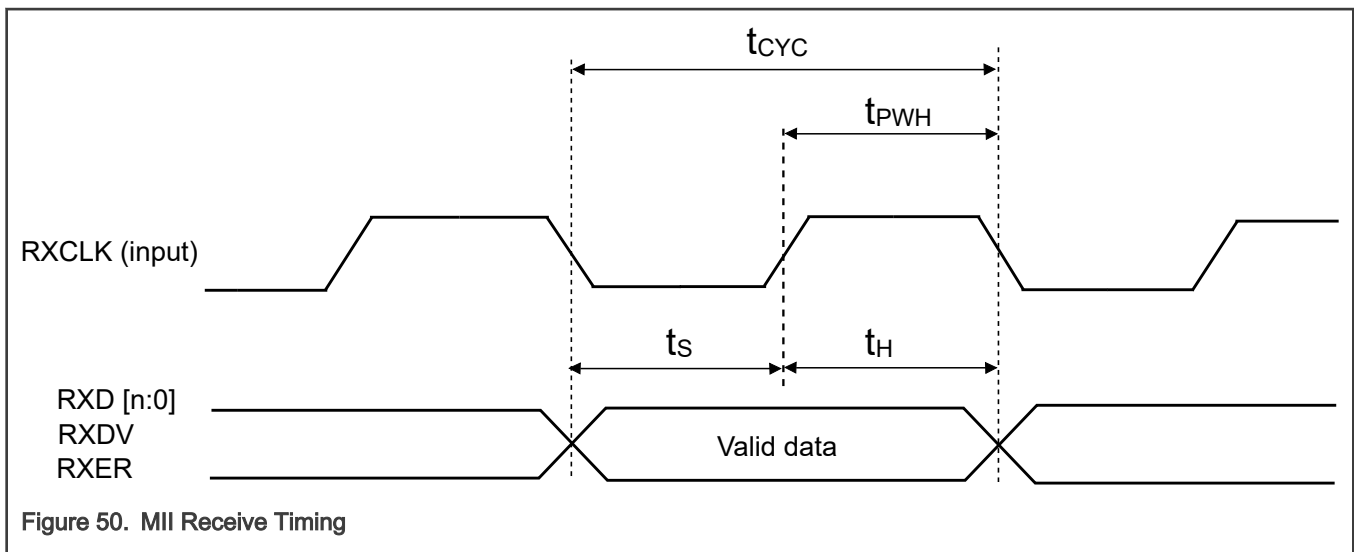 tCYC
tPWH
RXCLK (input)
tS
tH
RXD [n:0]
RXDV
Valid data
RXER
Figure 50. MII Receive Timing